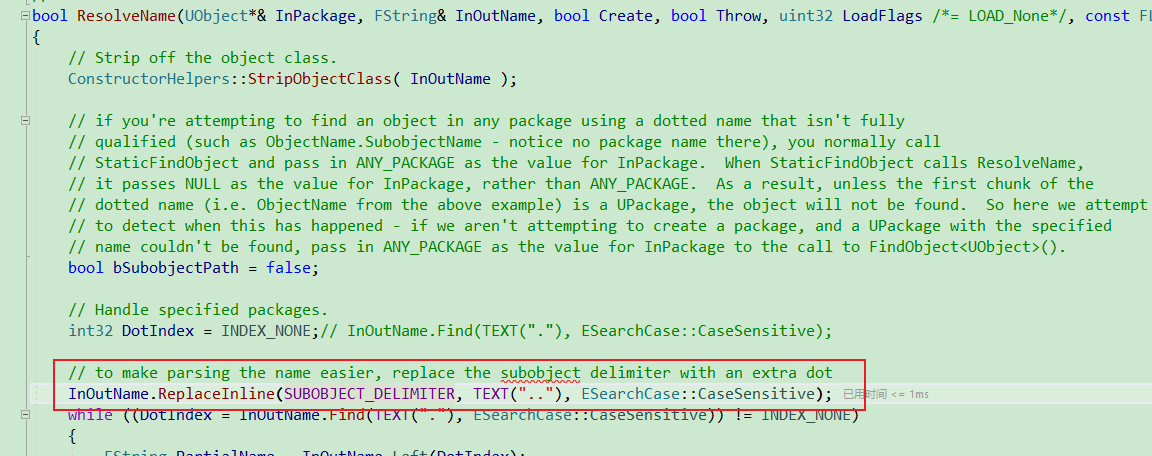 bool ResolveName(UObject*& InPackage, FString& InOutName, bool Create, bool Throw, uint32 LoadFlags /*= LOAD_None*/, const FL
{
// Strip off the object class.
ConstructorHelpers::StripObjectClass( InOutName );
// if you're attempting to find an object in any package using a dotted name that isn't fully
// qualified (such as ObjectName.SubobjectName - notice no package name there), you normally call
// StaticFindObject and pass in ANY_PACKAGE as the value for InPackage.  When StaticFindObject calls ResolveName,
// it passes NULL as the value for InPackage, rather than ANY_PACKAGE.  As a result, unless the first chunk of the
// dotted name (i.e. ObjectName from the above example) is a UPackage, the object will not be found.  So here we attempt
// to detect when this has happened - if we aren't attempting to create a package, and a UPackage with the specified
// name couldn't be found, pass in ANY_PACKAGE as the value for InPackage to the call to FindObject<UObject>().
bool bSubobjectPath = false;
// Handle specified packages.
int32 DotIndex = INDEX_NONE;// InOutName.Find(TEXT("."), ESearchCase::CaseSensitive);
// to make parsing the name easier, replace the subobject delimiter with an extra dot
InOutName.ReplaceInline(SUBOBJECT_DELIMITER, TEXT(".."), ESearchCase::CaseSensitive); 已用时间 <= 1ms
while ((DotIndex = InOutName.Find(TEXT("."), ESearchCase::CaseSensitive)) != INDEX_NONE)
{
FString PartialName = InOutName.Left(DotIndex);